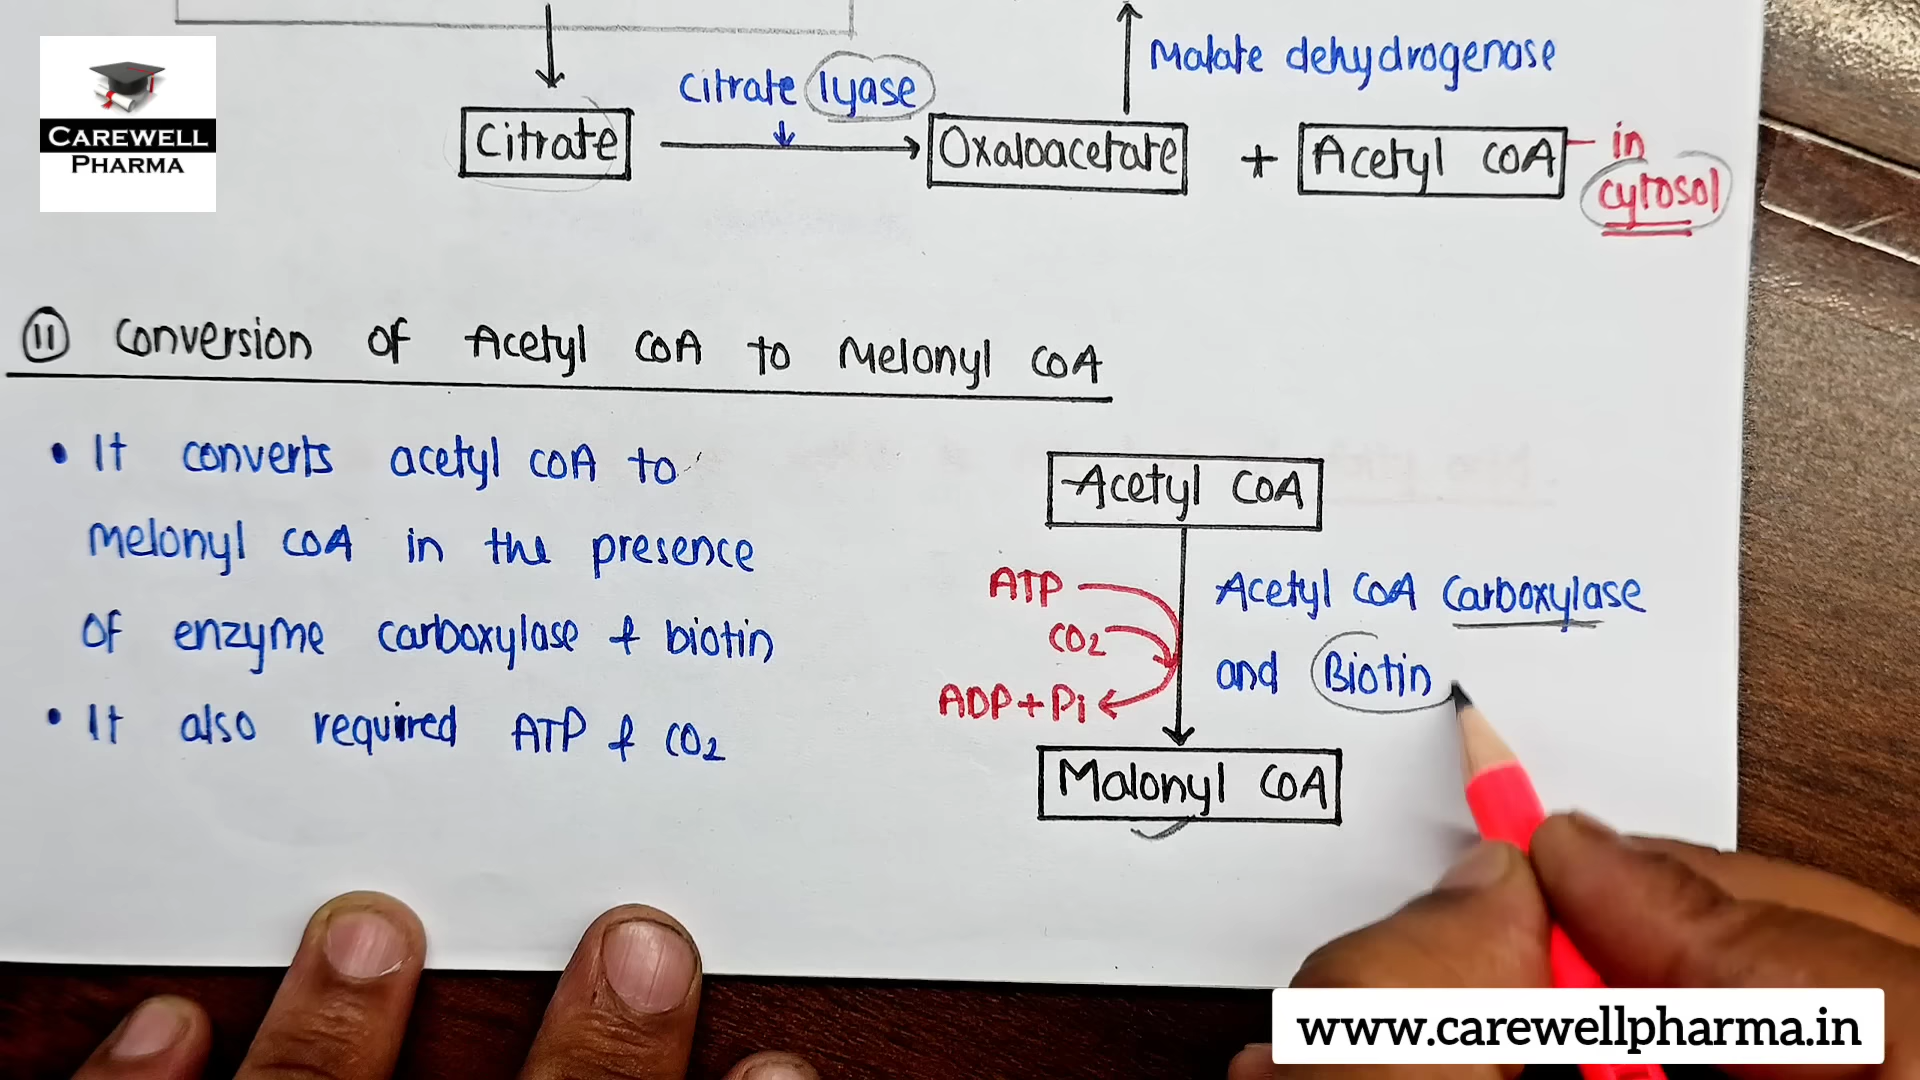 CAREWELL
PHARMA
Malate dehydrogenase
Citrate lyase
Citrate
Oxaloacetate + Acetyl COA
in
cytosol
11 Conversion of Acetyl COA to Melonyl COA
• It converts acetyl COA to
melonyl COA in the presence
of enzyme carboxylase & biotin
• It also required ATP & CO2
Acetyl COA
ATP
CO2
ADP+Pi
Acetyl COA Carboxylase
and Biotin
Malonyl COA
www.carewellpharma.in